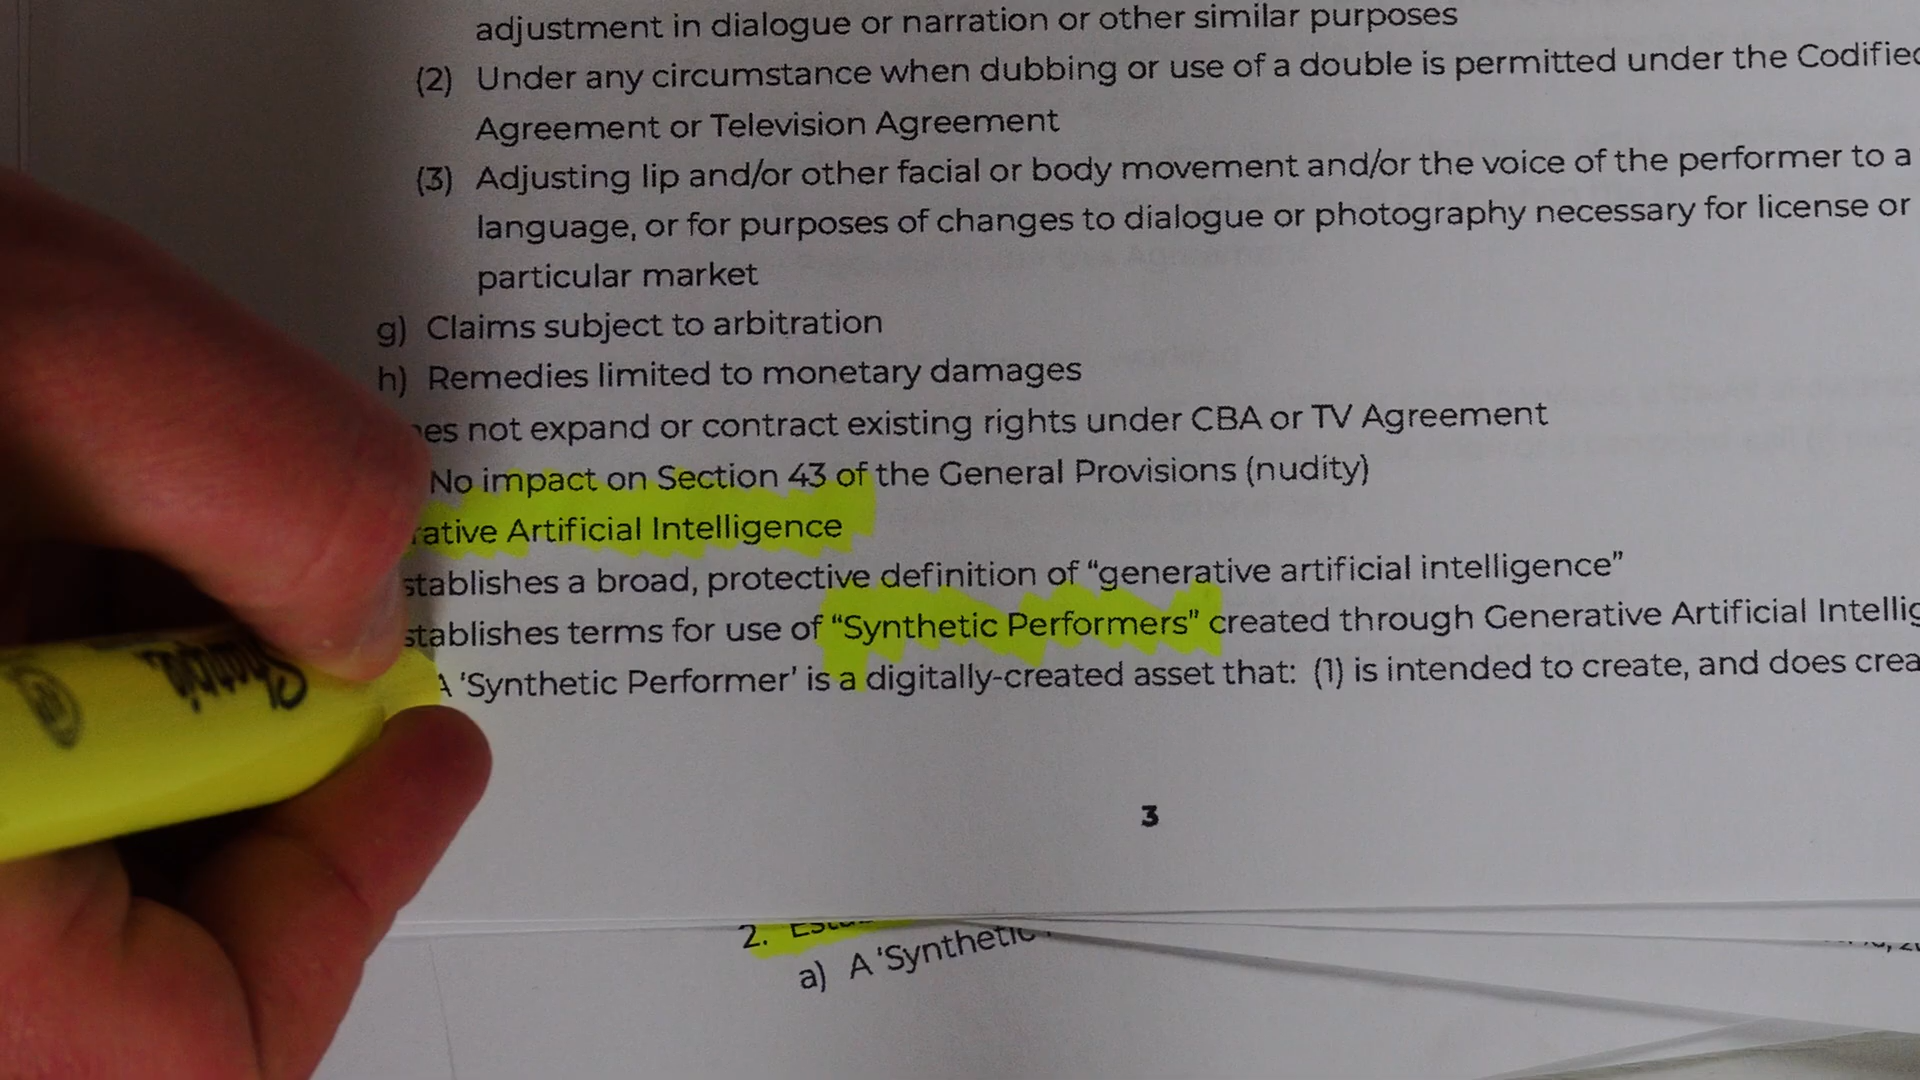 adjustment in dialogue or narration or other similar purposes
(2) Under any circumstance when dubbing or use of a double is permitted under the Codified
Agreement or Television Agreement
(3) Adjusting lip and/or other facial or body movement and/or the voice of the performer to a
language, or for purposes of changes to dialogue or photography necessary for license or
particular market
g) Claims subject to arbitration
h) Remedies limited to monetary damages
es not expand or contract existing rights under CBA or TV Agreement
No impact on Section 43 of the General Provisions (nudity)
rative Artificial Intelligence
stablishes a broad, protective definition of “generative artificial intelligence”
stablishes terms for use of “Synthetic Performers” created through Generative Artificial Intellig
A ‘Synthetic Performer’ is a digitally-created asset that: (1) is intended to create, and does crea
Sharpie
3
2.
a) A ‘Synthetic